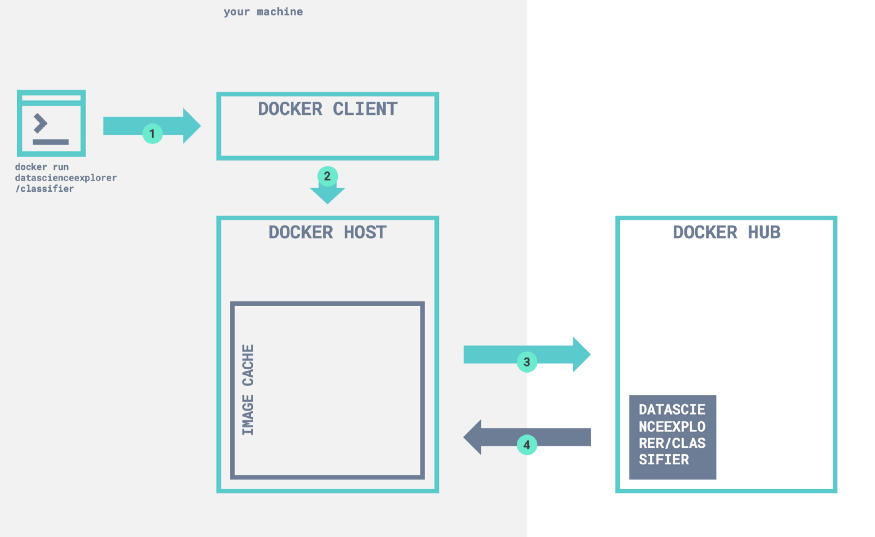 your machine
1
docker run
datascienceexplorer
/classifier
DOCKER CLIENT
2
DOCKER HOST
IMAGE CACHE
3
4
DOCKER HUB
DATASCIE
NCEEXPLO
RER/CLAS
SIFIER